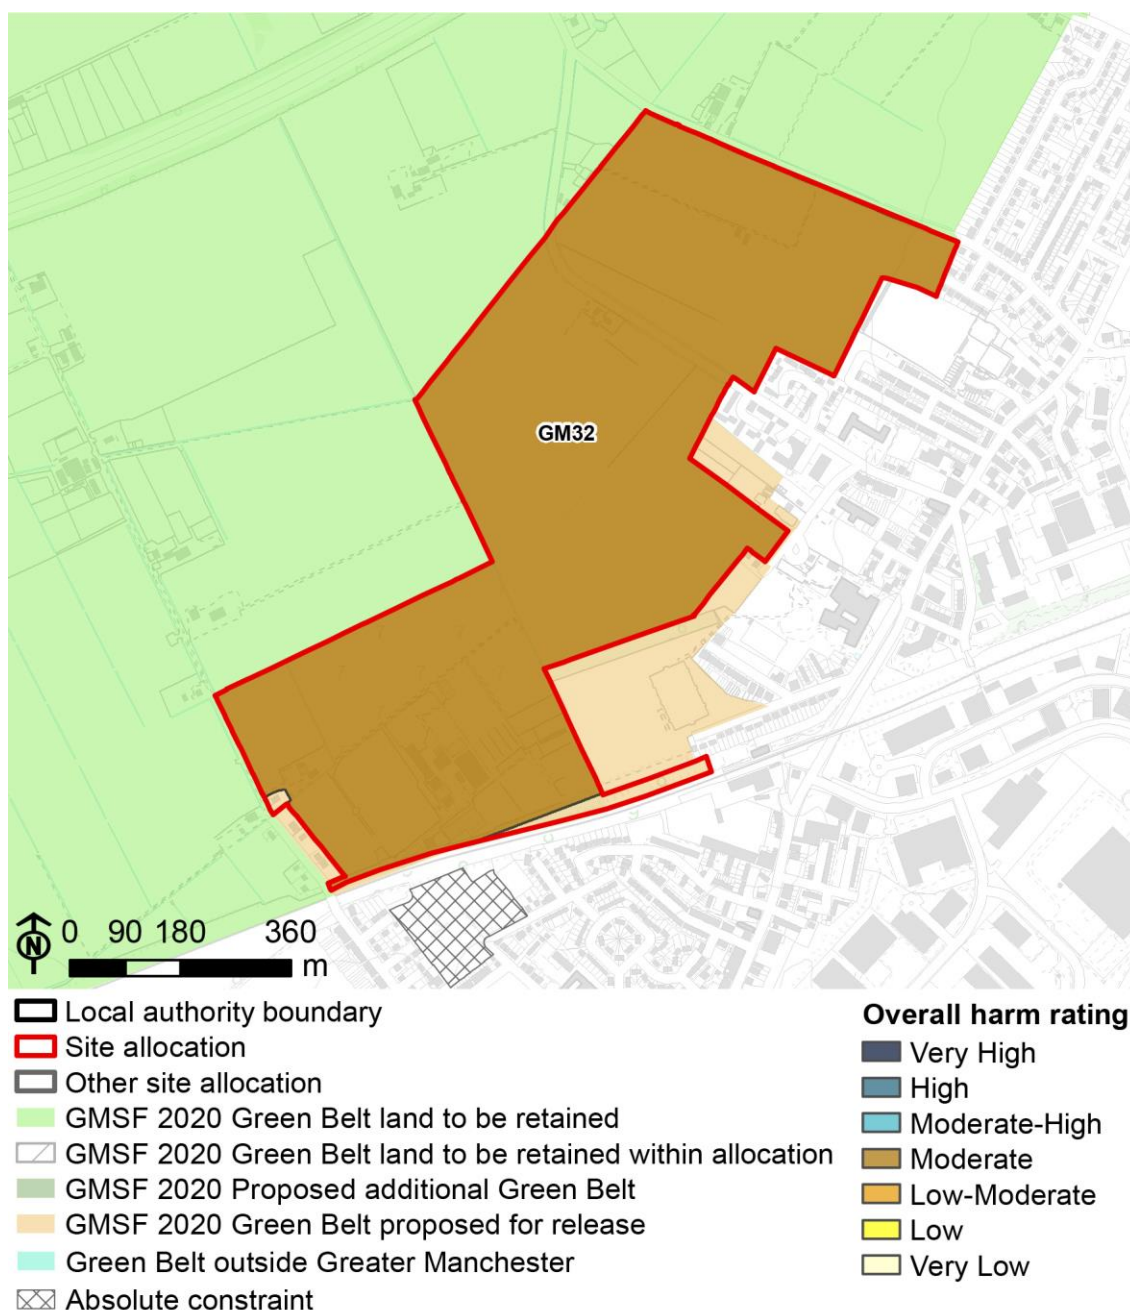 GM32
N
0 90 180 360
m
Local authority boundary
Site allocation
Other site allocation
GMSF 2020 Green Belt land to be retained
GMSF 2020 Green Belt land to be retained within allocation
GMSF 2020 Proposed additional Green Belt
GMSF 2020 Green Belt proposed for release
Green Belt outside Greater Manchester
Absolute constraint
Overall harm rating
Very High
High
Moderate-High
Moderate
Low-Moderate
Low
Very Low